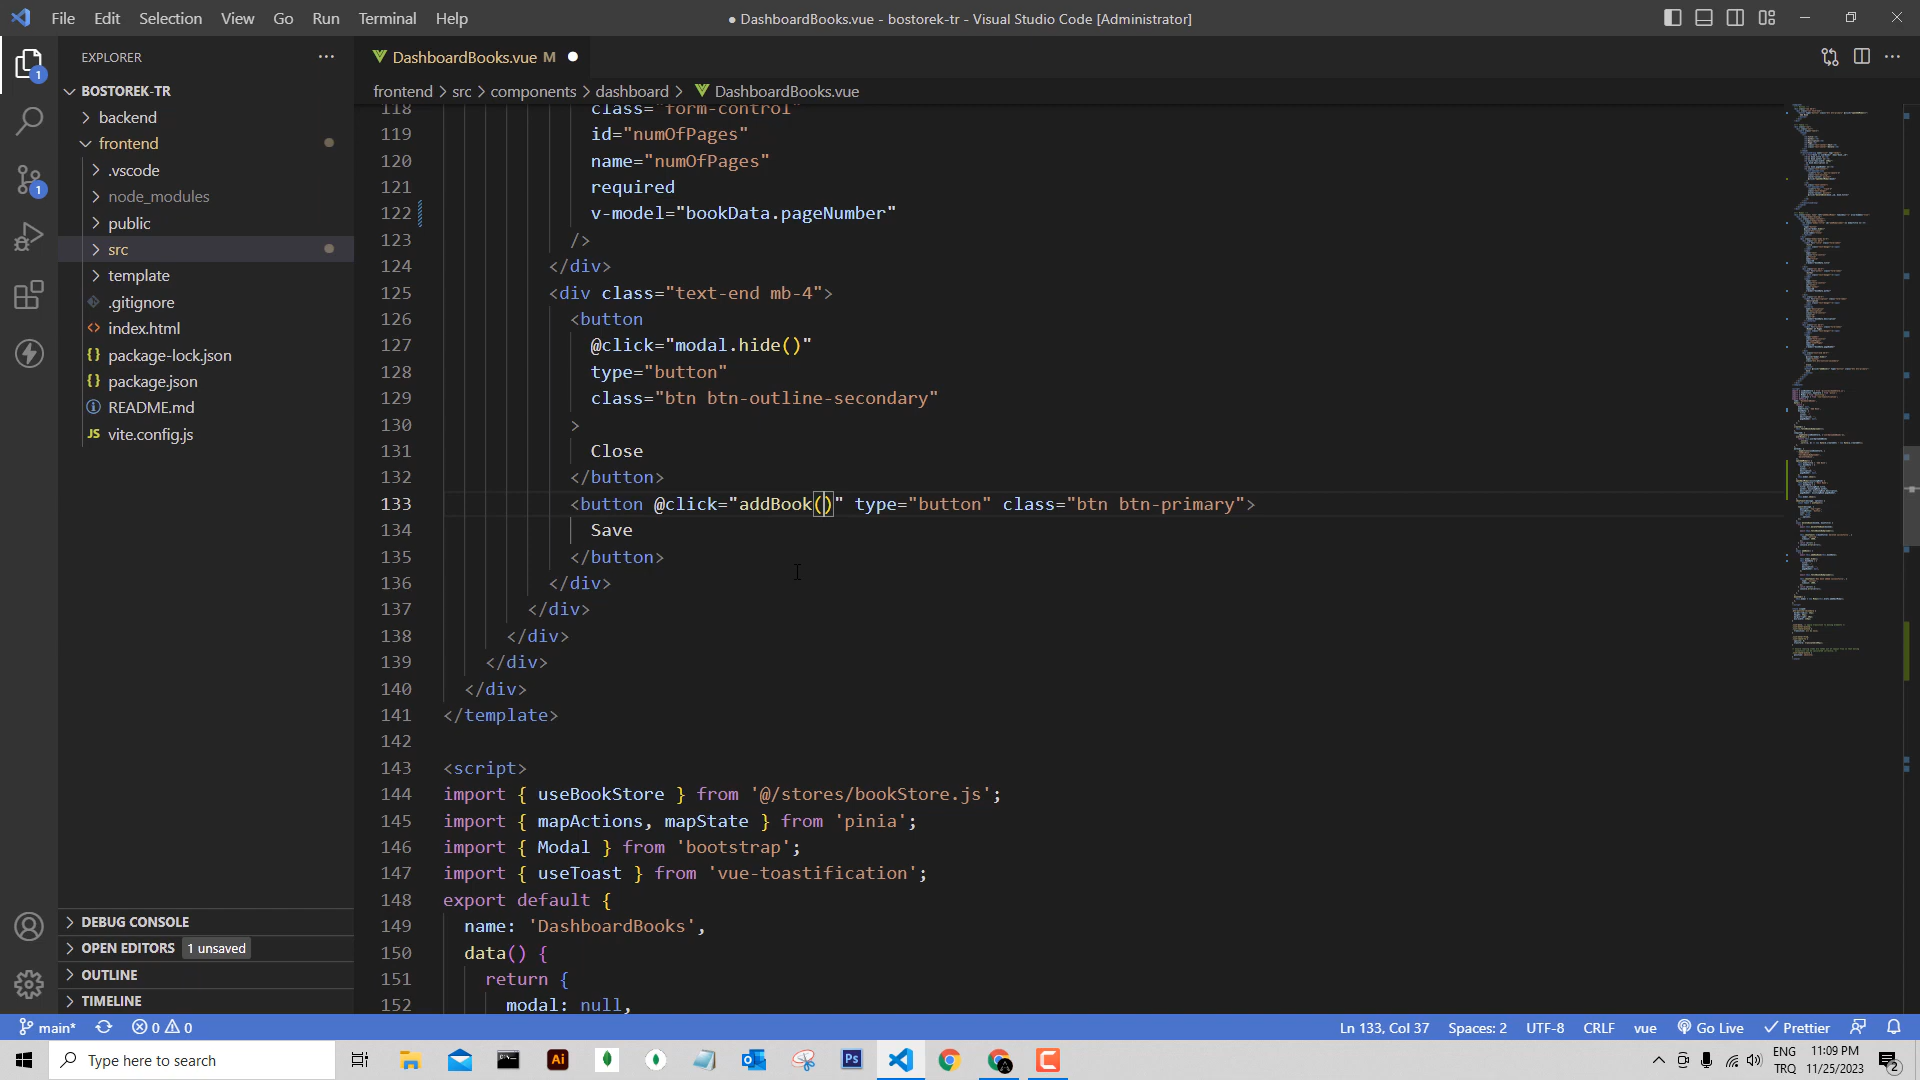 File Edit Selection View Go Run Terminal Help
● DashboardBooks.vue - bostorek-tr - Visual Studio Code [Administrator]
EXPLORER
DashboardBooks.vue M
BOSTOREK-TR
frontend > src > components > dashboard > DashboardBooks.vue
backend
frontend
.vscode
node_modules
public
src
template
.gitignore
index.html
package-lock.json
package.json
README.md
vite.config.js
DEBUG CONSOLE
OPEN EDITORS 1 unsaved
OUTLINE
TIMELINE
118 class="form-control"
119 id="numOfPages"
120 name="numOfPages"
121 required
122 v-model="bookData.pageNumber"
123 />
124 </div>
125 <div class="text-end mb-4">
126 <button
127 @click="modal.hide()"
128 type="button"
129 class="btn btn-outline-secondary"
130 >
131 Close
132 </button>
133 <button @click="addBook()" type="button" class="btn btn-primary">
134 Save
135 </button>
136 </div>
137 </div>
138 </div>
139 </div>
140 </div>
141 </template>
142
143 <script>
144 import { useBookStore } from '@/stores/bookStore.js';
145 import { mapActions, mapState } from 'pinia';
146 import { Modal } from 'bootstrap';
147 import { useToast } from 'vue-toastification';
148 export default {
149 name: 'DashboardBooks',
150 data() {
151 return {
152 modal: null,
main* 0 0
Ln 133, Col 37 Spaces: 2 UTF-8 CRLF vue Go Live Prettier
Type here to search
ENG 11:09 PM
TRQ 11/25/2023